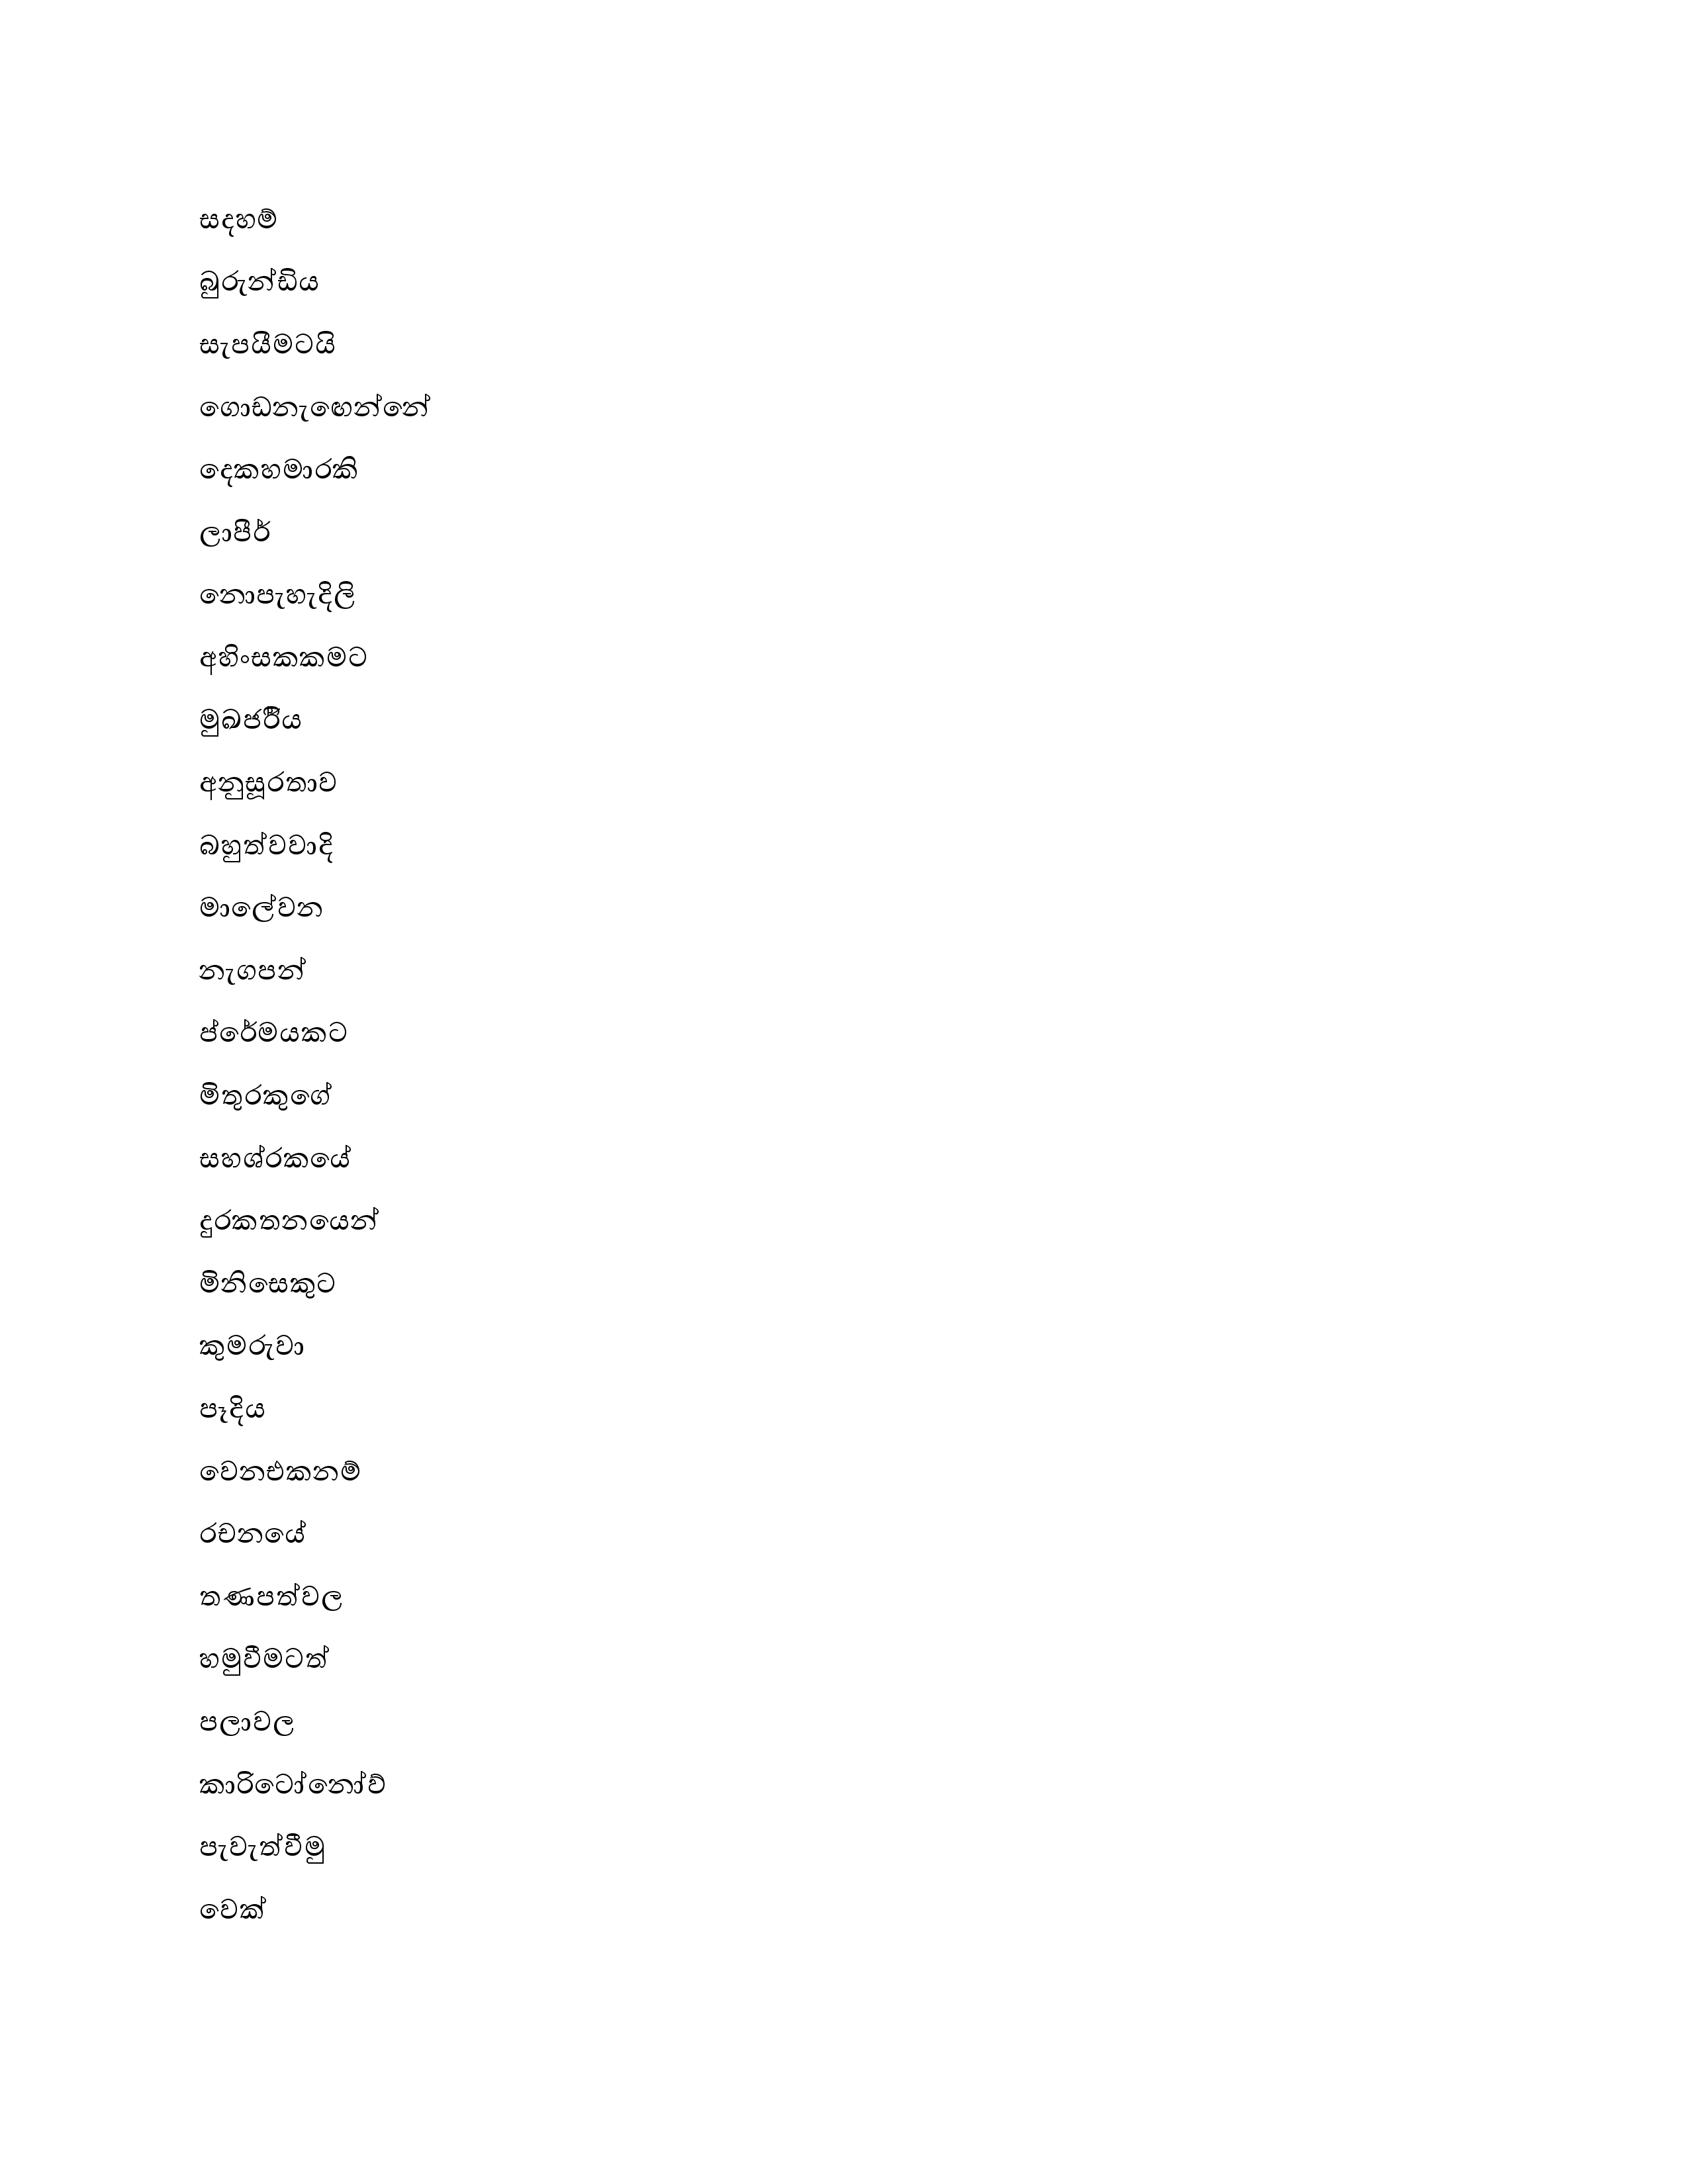 සදහම්
බුරුන්ඩිය
සැපයීමටයි
ගොඩනැඟෙන්නේ
දෙකහමාරකි
ලාපීර්
නොපැහැදිලි
අහිංසකකමට
මුඛජර්‍රිය
අනුසූරතාව
බහුත්වවාදි
මාලේවන
නැගපන්
ප්රේමයකට
මිතුරකුගේ
සහශ්රකයේ
දුරකතනයෙන්
මිනිසෙකුට
කුමරුවා
පෑදිය
වෙනඑකනම්
රචනයේ
තණපත්වල
හමුවීමටත්
පලාවල
කාරිටෝනෝව්
පැවැත්වීමු
වෙක්